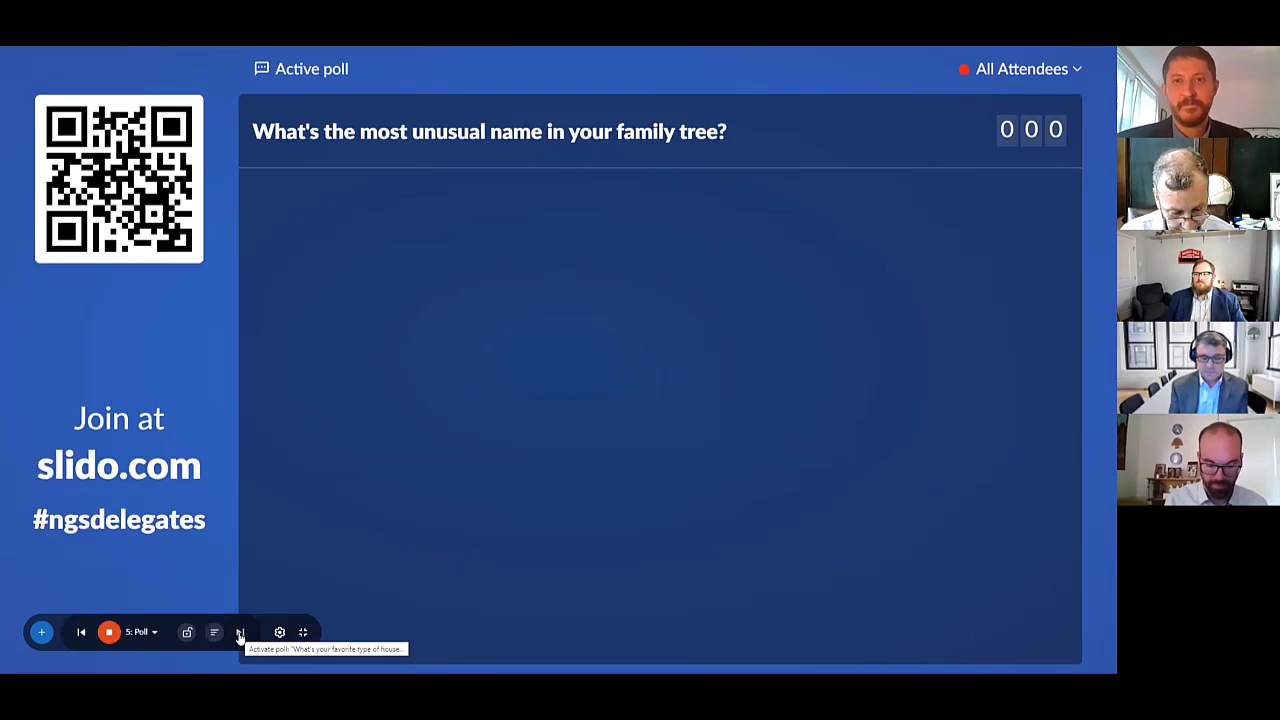 Active poll
All Attendees
What's the most unusual name in your family tree?
0 0 0
Join at
slido.com
#ngsdelegates
5: Poll
Activate poll: "What's your favorite type of house...